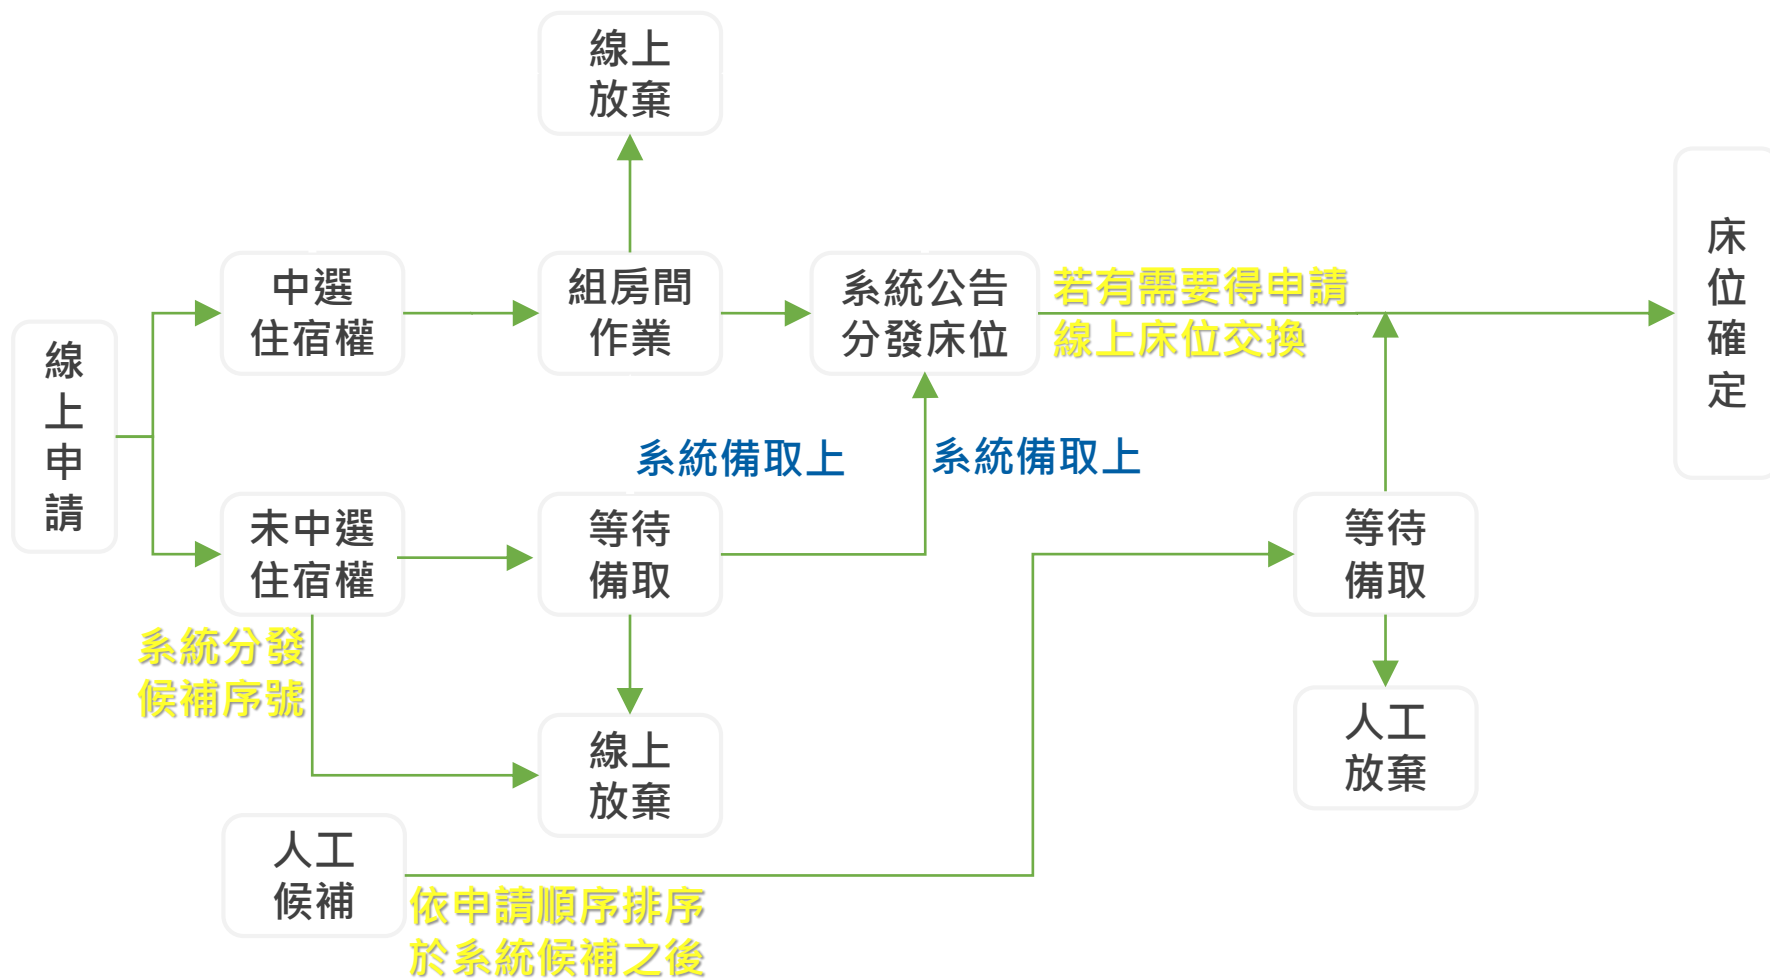 線上
放棄
中選
住宿權
組房間
作業
系統公告
分發床位
若有需要得申請
線上床位交換
床位確定
線上申請
系統備取上
系統備取上
未中選
住宿權
等待
備取
等待
備取
系統分發
候補序號
線上
放棄
人工
放棄
人工
候補
依申請順序排序
於系統候補之後